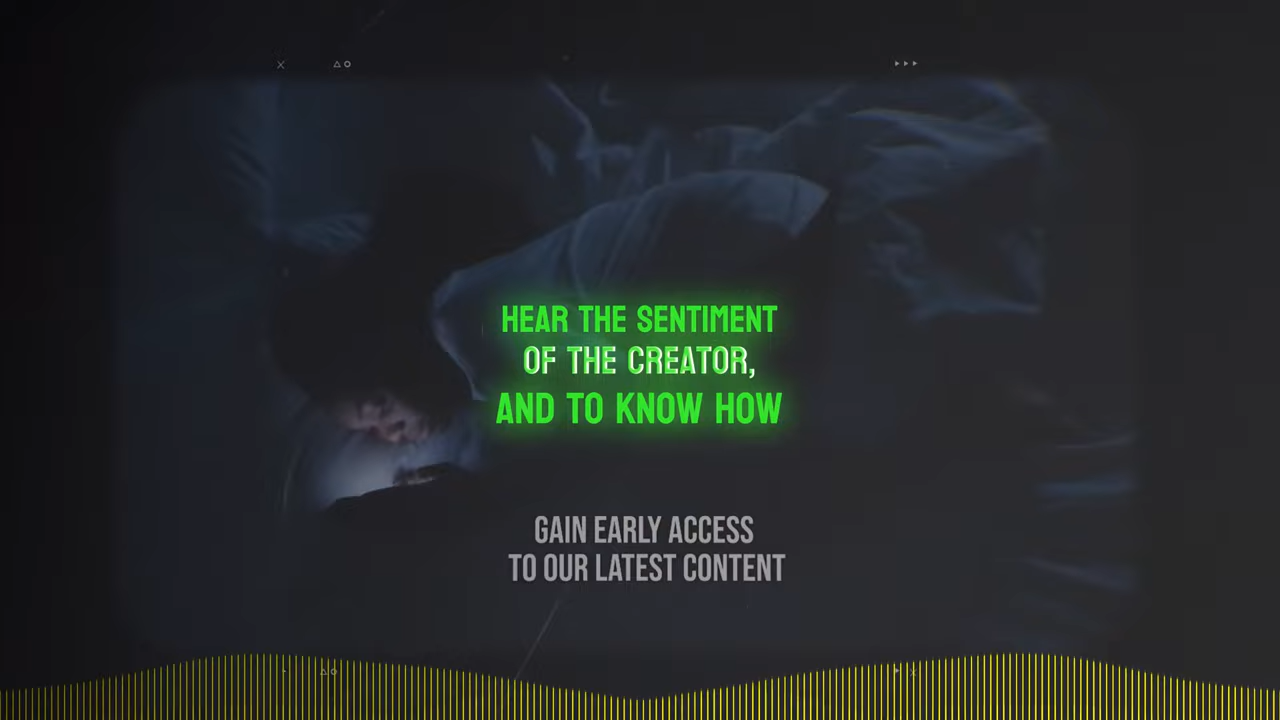 HEAR THE SENTIMENT
OF THE CREATOR,
AND TO KNOW HOW
GAIN EARLY ACCESS
TO OUR LATEST CONTENT